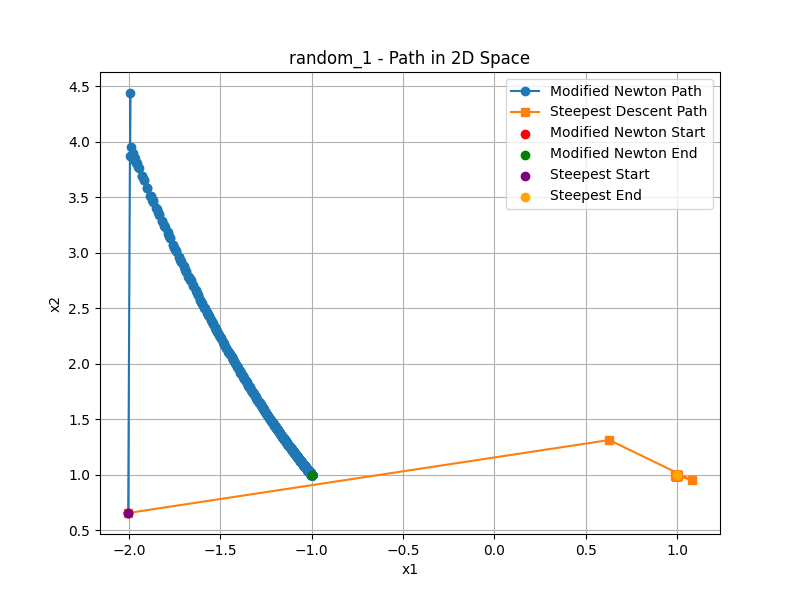 random_1 - Path in 2D Space
Modified Newton Path
Steepest Descent Path
Modified Newton Start
Modified Newton End
Steepest Start
Steepest End
4.5
4.0
3.5
3.0
2.5
2.0
1.5
1.0
0.5
x2
−2.0 −1.5 −1.0 −0.5 0.0 0.5 1.0
x1